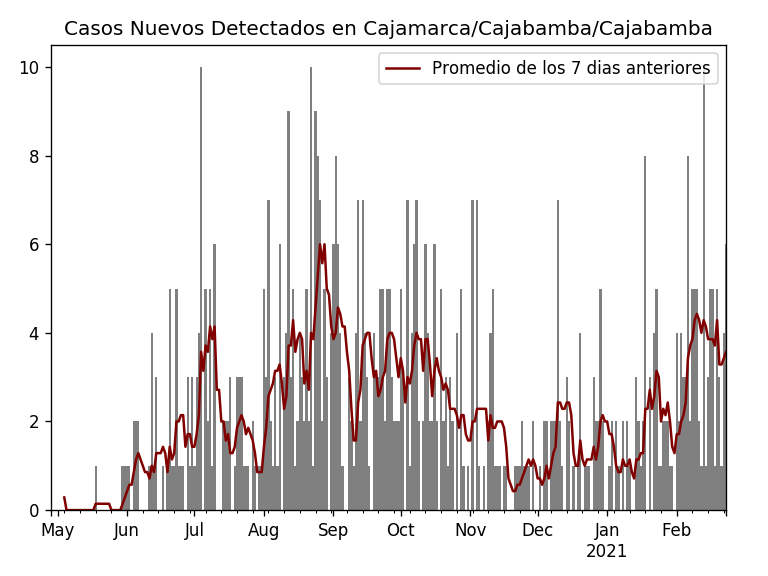 Casos Nuevos Detectados en Cajamarca/Cajabamba/Cajabamba
Promedio de los 7 dias anteriores
10
8
6
4
2
0
May Jun Jul Aug Sep Oct Nov Dec Jan Feb
2021